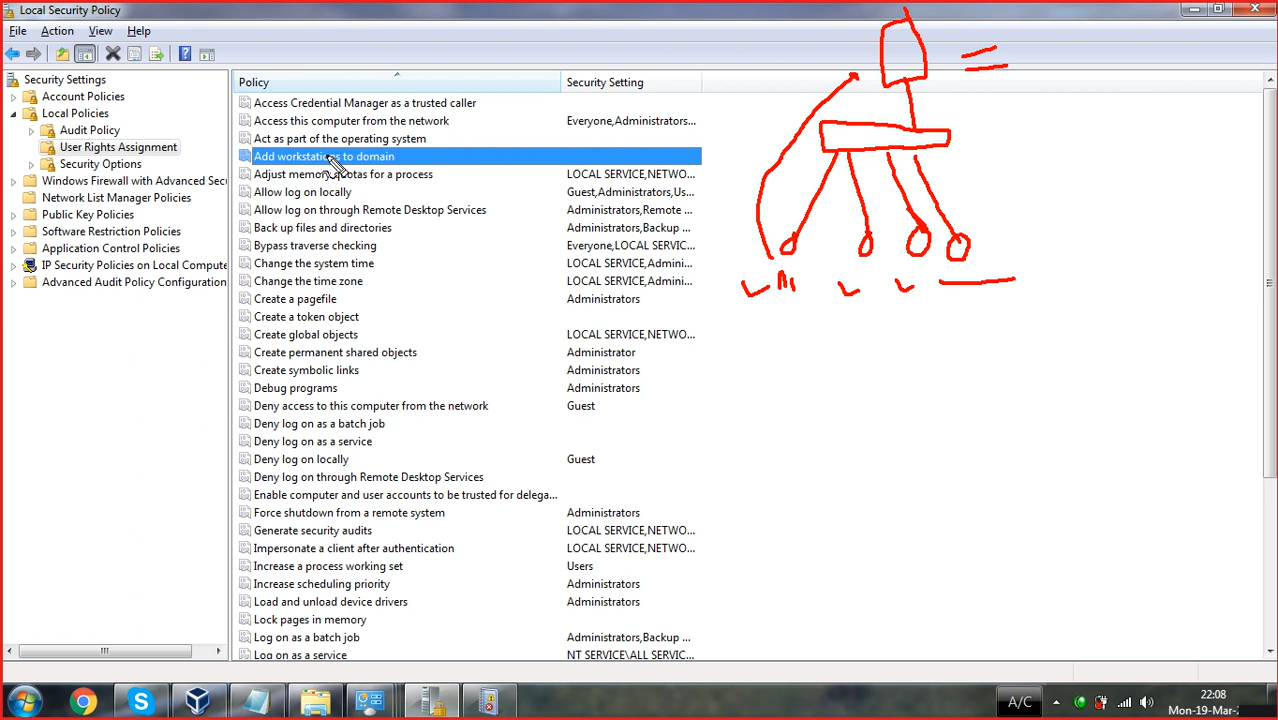 Local Security Policy
File Action View Help
Security Settings
Account Policies
Local Policies
Audit Policy
User Rights Assignment
Security Options
Windows Firewall with Advanced Secu
Network List Manager Policies
Public Key Policies
Software Restriction Policies
Application Control Policies
IP Security Policies on Local Compute
Advanced Audit Policy Configuration
Policy Security Setting
Access Credential Manager as a trusted caller
Access this computer from the network Everyone,Administrators...
Act as part of the operating system
Add workstations to domain
Adjust memory quotas for a process LOCAL SERVICE,NETWO...
Allow log on locally Guest,Administrators,Us...
Allow log on through Remote Desktop Services Administrators,Remote ...
Back up files and directories Administrators,Backup ...
Bypass traverse checking Everyone,LOCAL SERVIC...
Change the system time LOCAL SERVICE,Admini...
Change the time zone LOCAL SERVICE,Admini...
Create a pagefile Administrators
Create a token object
Create global objects LOCAL SERVICE,NETWO...
Create permanent shared objects Administrator
Create symbolic links Administrators
Debug programs Administrators
Deny access to this computer from the network Guest
Deny log on as a batch job
Deny log on as a service
Deny log on locally Guest
Deny log on through Remote Desktop Services
Enable computer and user accounts to be trusted for delega...
Force shutdown from a remote system Administrators
Generate security audits LOCAL SERVICE,NETWO...
Impersonate a client after authentication LOCAL SERVICE,NETWO...
Increase a process working set Users
Increase scheduling priority Administrators
Load and unload device drivers Administrators
Lock pages in memory
Log on as a batch job Administrators,Backup ...
Log on as a service NT SERVICE\ALL SERVIC...
A/C
22:08
Mon-19-Mar-2